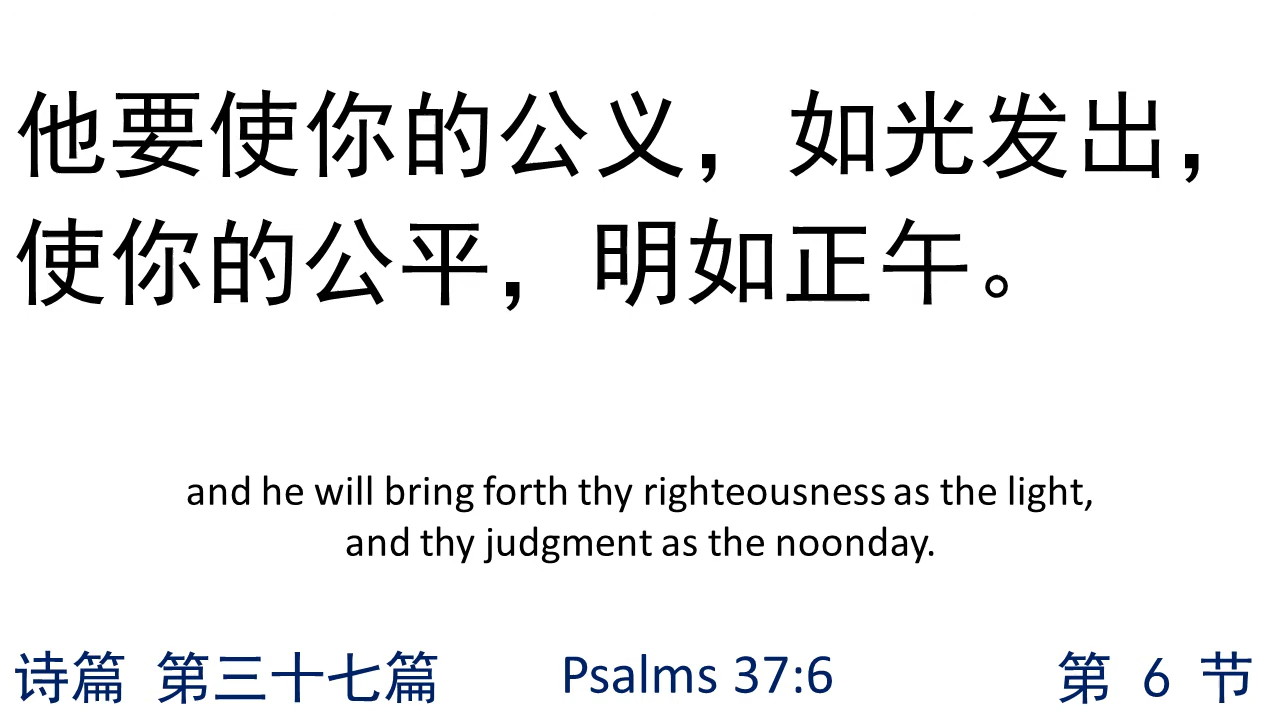 他要使你的公义，如光发出，
使你的公平，明如正午。
and he will bring forth thy righteousness as the light,
and thy judgment as the noonday.
诗篇 第三十七篇 Psalms 37:6 第 6 节